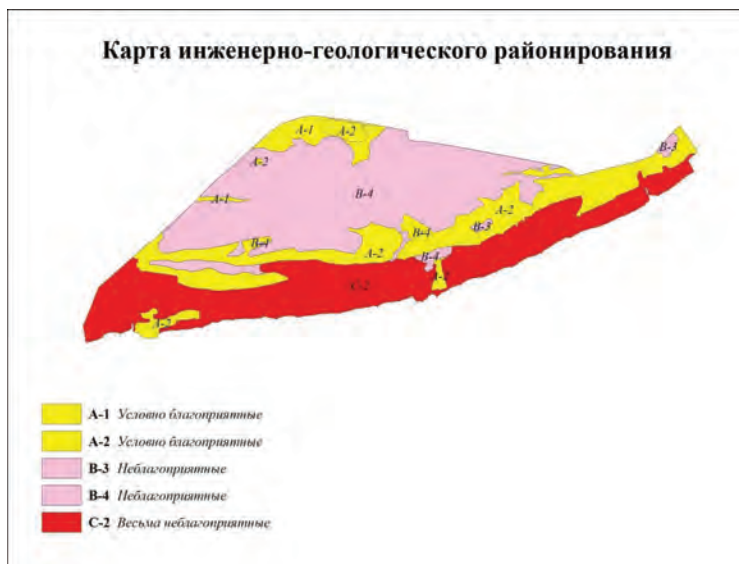 Карта инженерно-геологического районирования
А-1 А-2
В-3
А-2
В-4
А-1
А-2
В-4
В-3
В-4
А-2
В-4
А-2
С-2
А-2
А-1 Условно благоприятные
А-2 Условно благоприятные
В-3 Неблагоприятные
В-4 Неблагоприятные
С-2 Весьма неблагоприятные